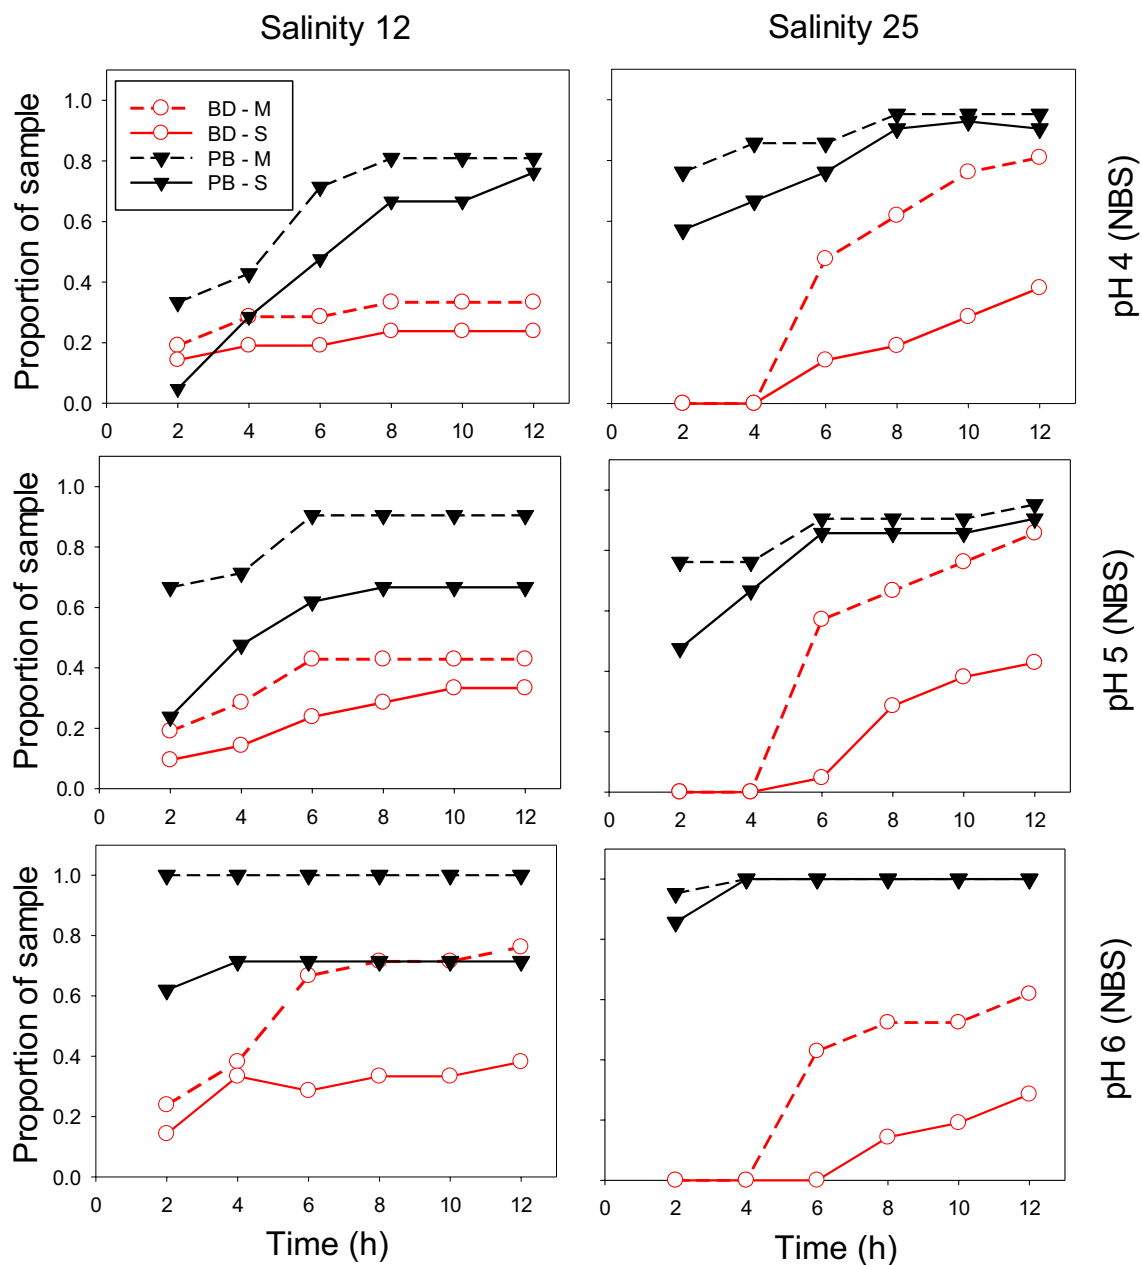 Salinity 12
Salinity 25
Proportion of sample
1.0
0.8
0.6
0.4
0.2
0.0
BD - M
BD - S
PB - M
PB - S
0 2 4 6 8 10 12
0 2 4 6 8 10 12
pH 4 (NBS)
Proportion of sample
1.0
0.8
0.6
0.4
0.2
0.0
0 2 4 6 8 10 12
0 2 4 6 8 10 12
pH 5 (NBS)
Proportion of sample
1.0
0.8
0.6
0.4
0.2
0.0
0 2 4 6 8 10 12
0 2 4 6 8 10 12
pH 6 (NBS)
Time (h)
Time (h)